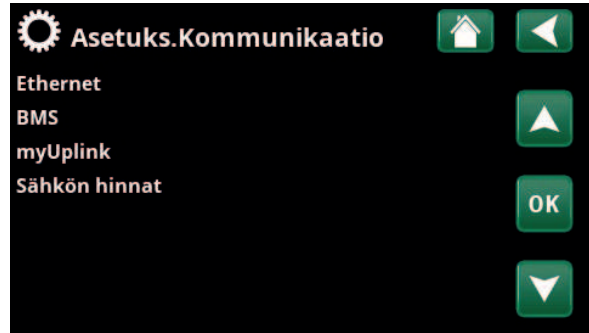 Asetuks.Kommunikaatio
Ethernet
BMS
myUplink
Sähkön hinnat
OK